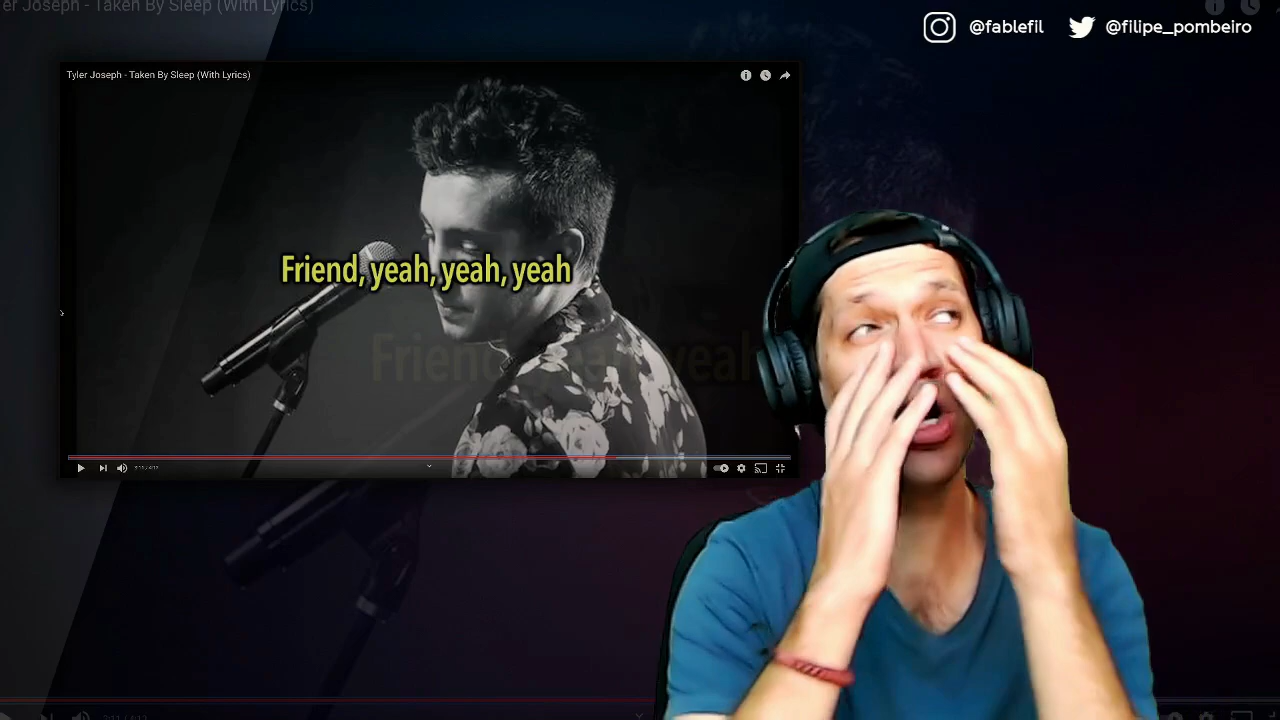 er Joseph - Taken By Sleep (With Lyrics)
@fablefil
@filipe_pombeiro
Tyler Joseph - Taken By Sleep (With Lyrics)
Friend, yeah, yeah, yeah